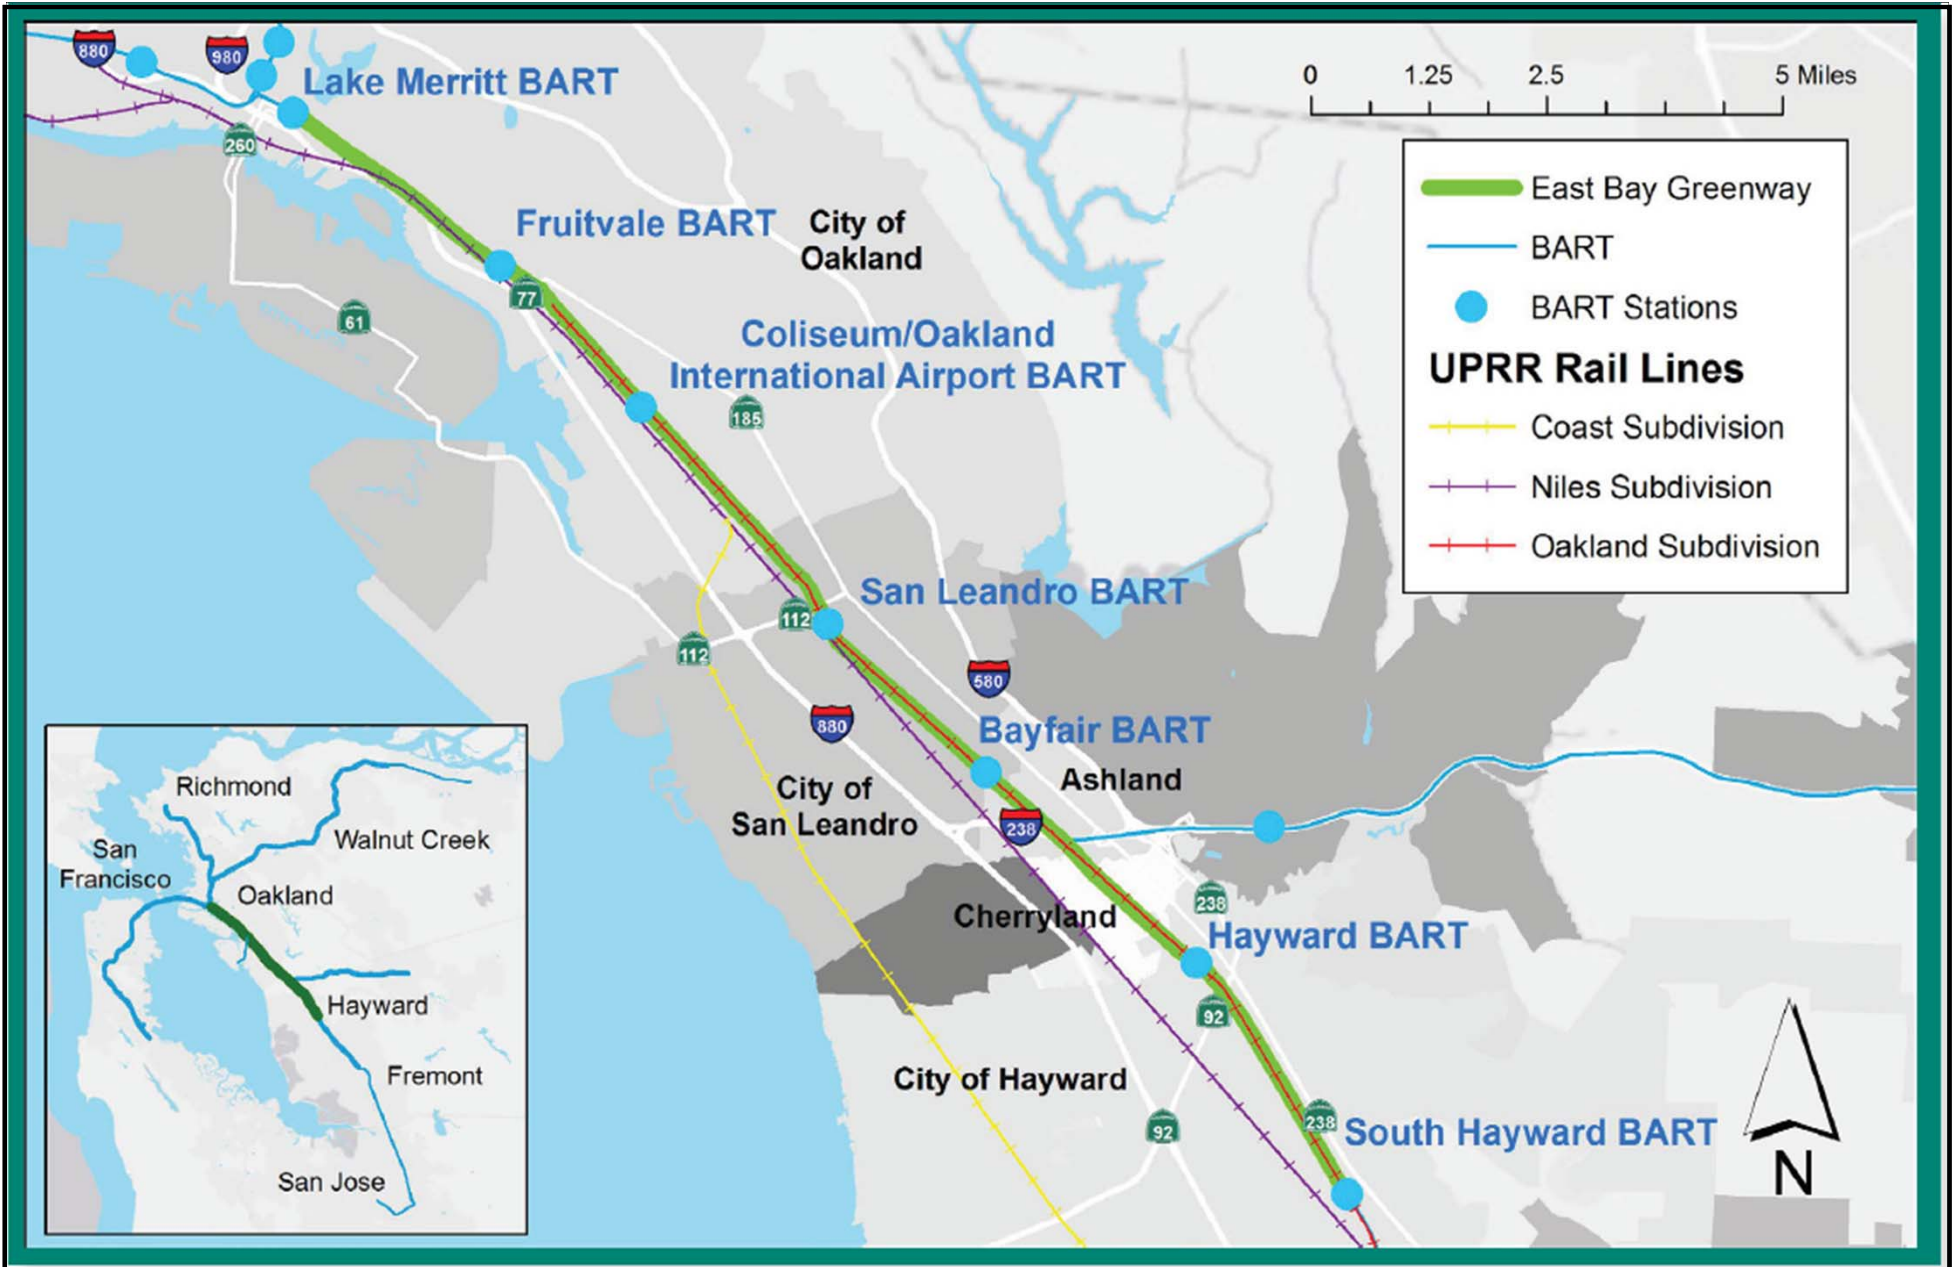 880
980
Lake Merritt BART
260
0 1.25 2.5 5 Miles
East Bay Greenway
BART
BART Stations
UPRR Rail Lines
Coast Subdivision
Niles Subdivision
Oakland Subdivision
Fruitvale BART
City of
Oakland
77
61
Coliseum/Oakland
International Airport BART
185
San Leandro BART
112
112
580
880
Bayfair BART
Ashland
City of
San Leandro
238
Cherryland
238
Hayward BART
92
City of Hayward
92
238
South Hayward BART
N
Richmond
Walnut Creek
San
Francisco
Oakland
Hayward
Fremont
San Jose